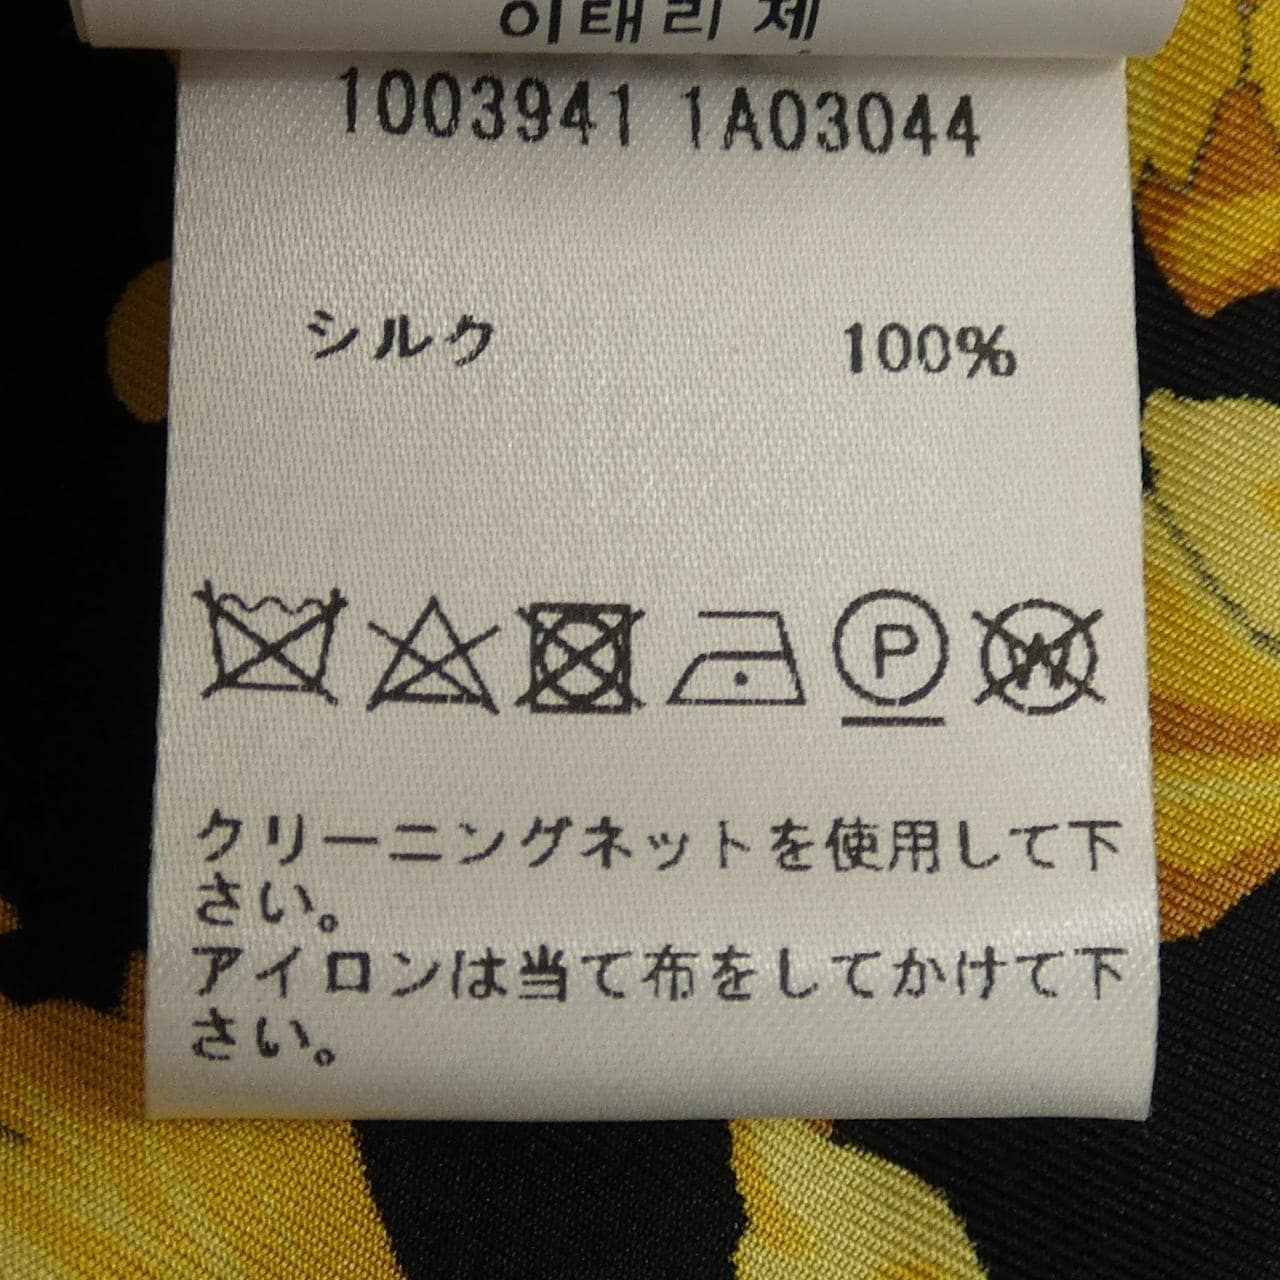 이태리제
1003941 1A03044
シルク 100%
P W
クリーニングネットを使用して下
さい。
アイロンは当て布をしてかけて下
さい。